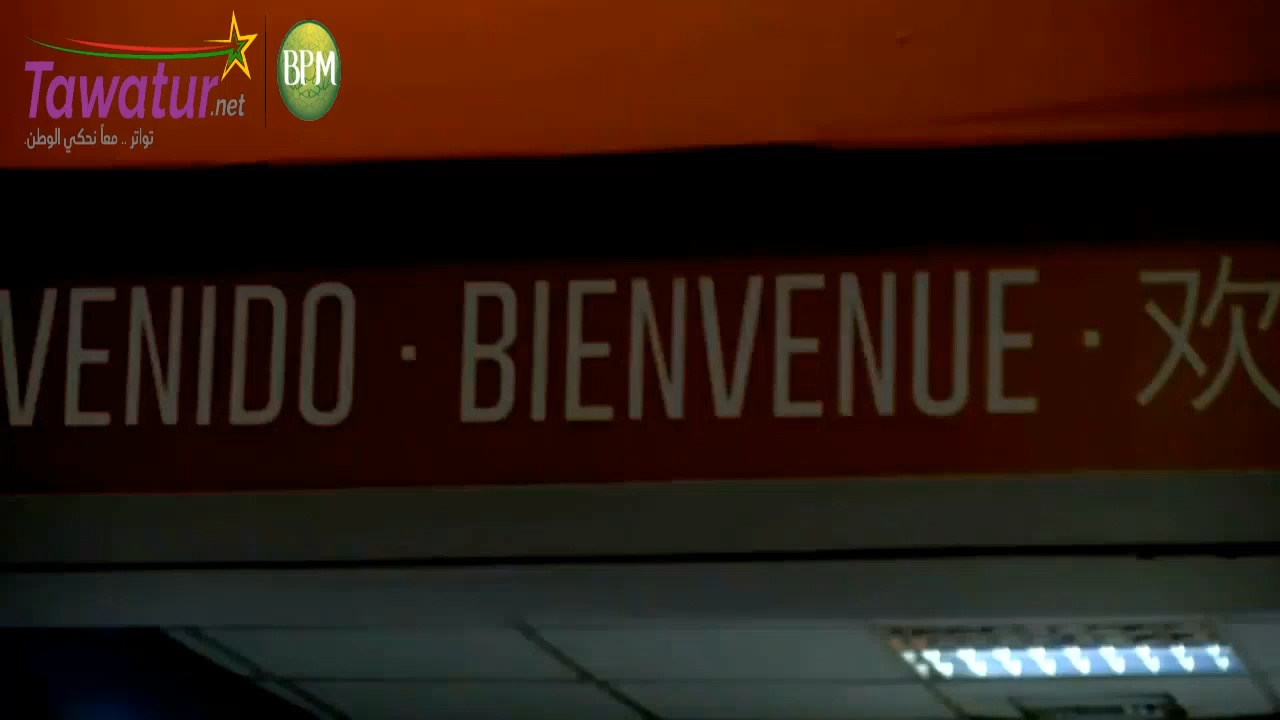 Tawatur.net
BPM
تواتر .. معاً نحكي الوطن.
VENIDO · BIENVENUE · 欢